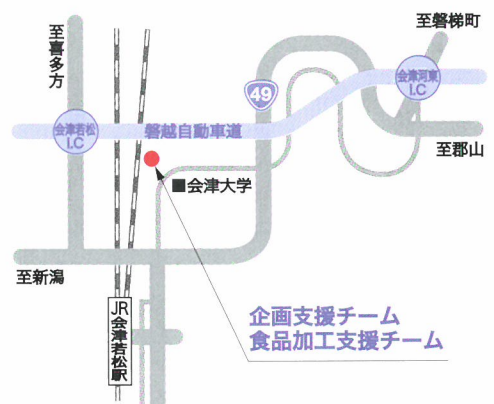 至喜多方
至磐梯町
49
会津河東
I.C
会津若松
I.C
磐越自動車道
至郡山
■会津大学
至新潟
JR会津若松駅
企画支援チーム
食品加工支援チーム